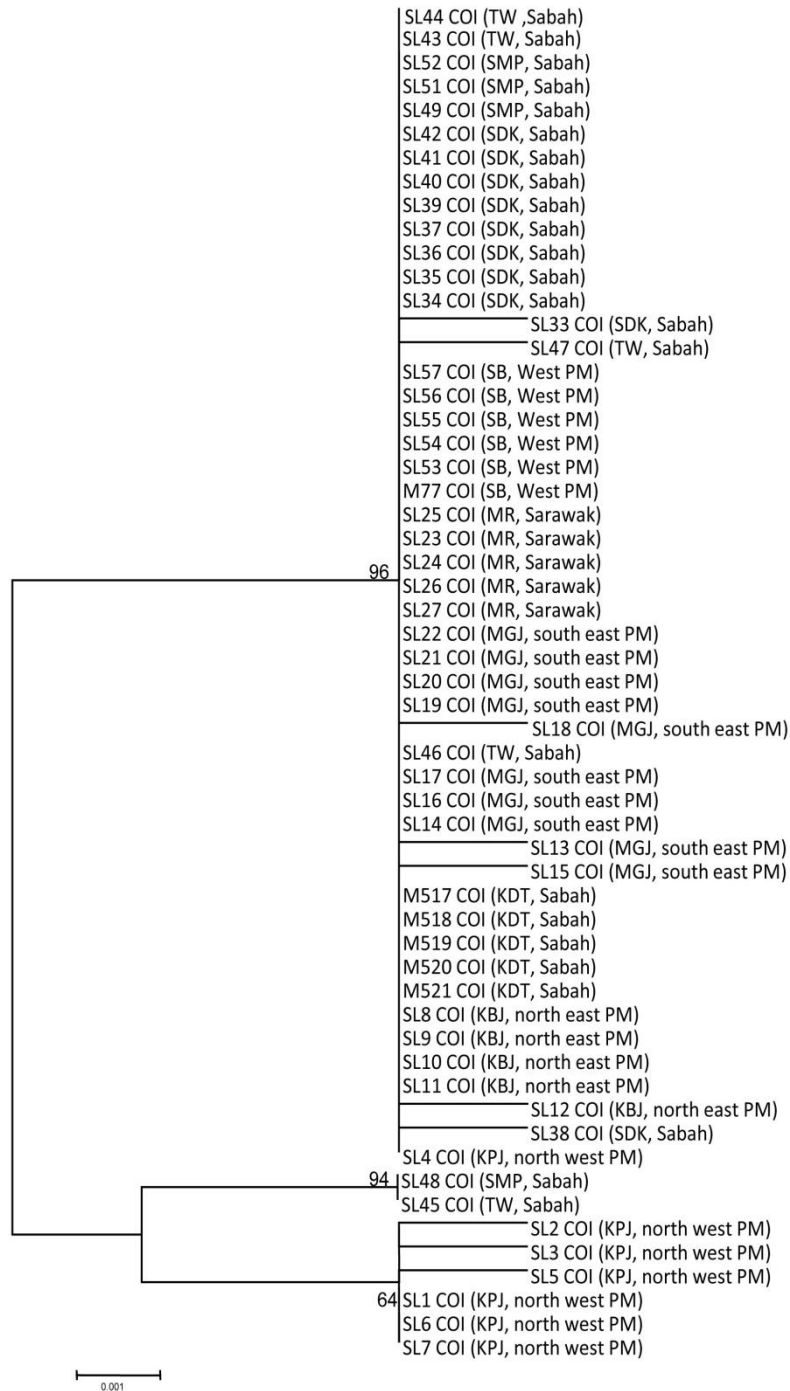 SL44 COI (TW ,Sabah)
SL43 COI (TW, Sabah)
SL52 COI (SMP, Sabah)
SL51 COI (SMP, Sabah)
SL49 COI (SMP, Sabah)
SL42 COI (SDK, Sabah)
SL41 COI (SDK, Sabah)
SL40 COI (SDK, Sabah)
SL39 COI (SDK, Sabah)
SL37 COI (SDK, Sabah)
SL36 COI (SDK, Sabah)
SL35 COI (SDK, Sabah)
SL34 COI (SDK, Sabah)
SL33 COI (SDK, Sabah)
SL47 COI (TW, Sabah)
SL57 COI (SB, West PM)
SL56 COI (SB, West PM)
SL55 COI (SB, West PM)
SL54 COI (SB, West PM)
SL53 COI (SB, West PM)
M77 COI (SB, West PM)
SL25 COI (MR, Sarawak)
SL23 COI (MR, Sarawak)
SL24 COI (MR, Sarawak)
96
SL26 COI (MR, Sarawak)
SL27 COI (MR, Sarawak)
SL22 COI (MGJ, south east PM)
SL21 COI (MGJ, south east PM)
SL20 COI (MGJ, south east PM)
SL19 COI (MGJ, south east PM)
SL18 COI (MGJ, south east PM)
SL46 COI (TW, Sabah)
SL17 COI (MGJ, south east PM)
SL16 COI (MGJ, south east PM)
SL14 COI (MGJ, south east PM)
SL13 COI (MGJ, south east PM)
SL15 COI (MGJ, south east PM)
M517 COI (KDT, Sabah)
M518 COI (KDT, Sabah)
M519 COI (KDT, Sabah)
M520 COI (KDT, Sabah)
M521 COI (KDT, Sabah)
SL8 COI (KBJ, north east PM)
SL9 COI (KBJ, north east PM)
SL10 COI (KBJ, north east PM)
SL11 COI (KBJ, north east PM)
SL12 COI (KBJ, north east PM)
SL38 COI (SDK, Sabah)
SL4 COI (KPJ, north west PM)
94 SL48 COI (SMP, Sabah)
SL45 COI (TW, Sabah)
SL2 COI (KPJ, north west PM)
SL3 COI (KPJ, north west PM)
SL5 COI (KPJ, north west PM)
64 SL1 COI (KPJ, north west PM)
SL6 COI (KPJ, north west PM)
SL7 COI (KPJ, north west PM)
0.001